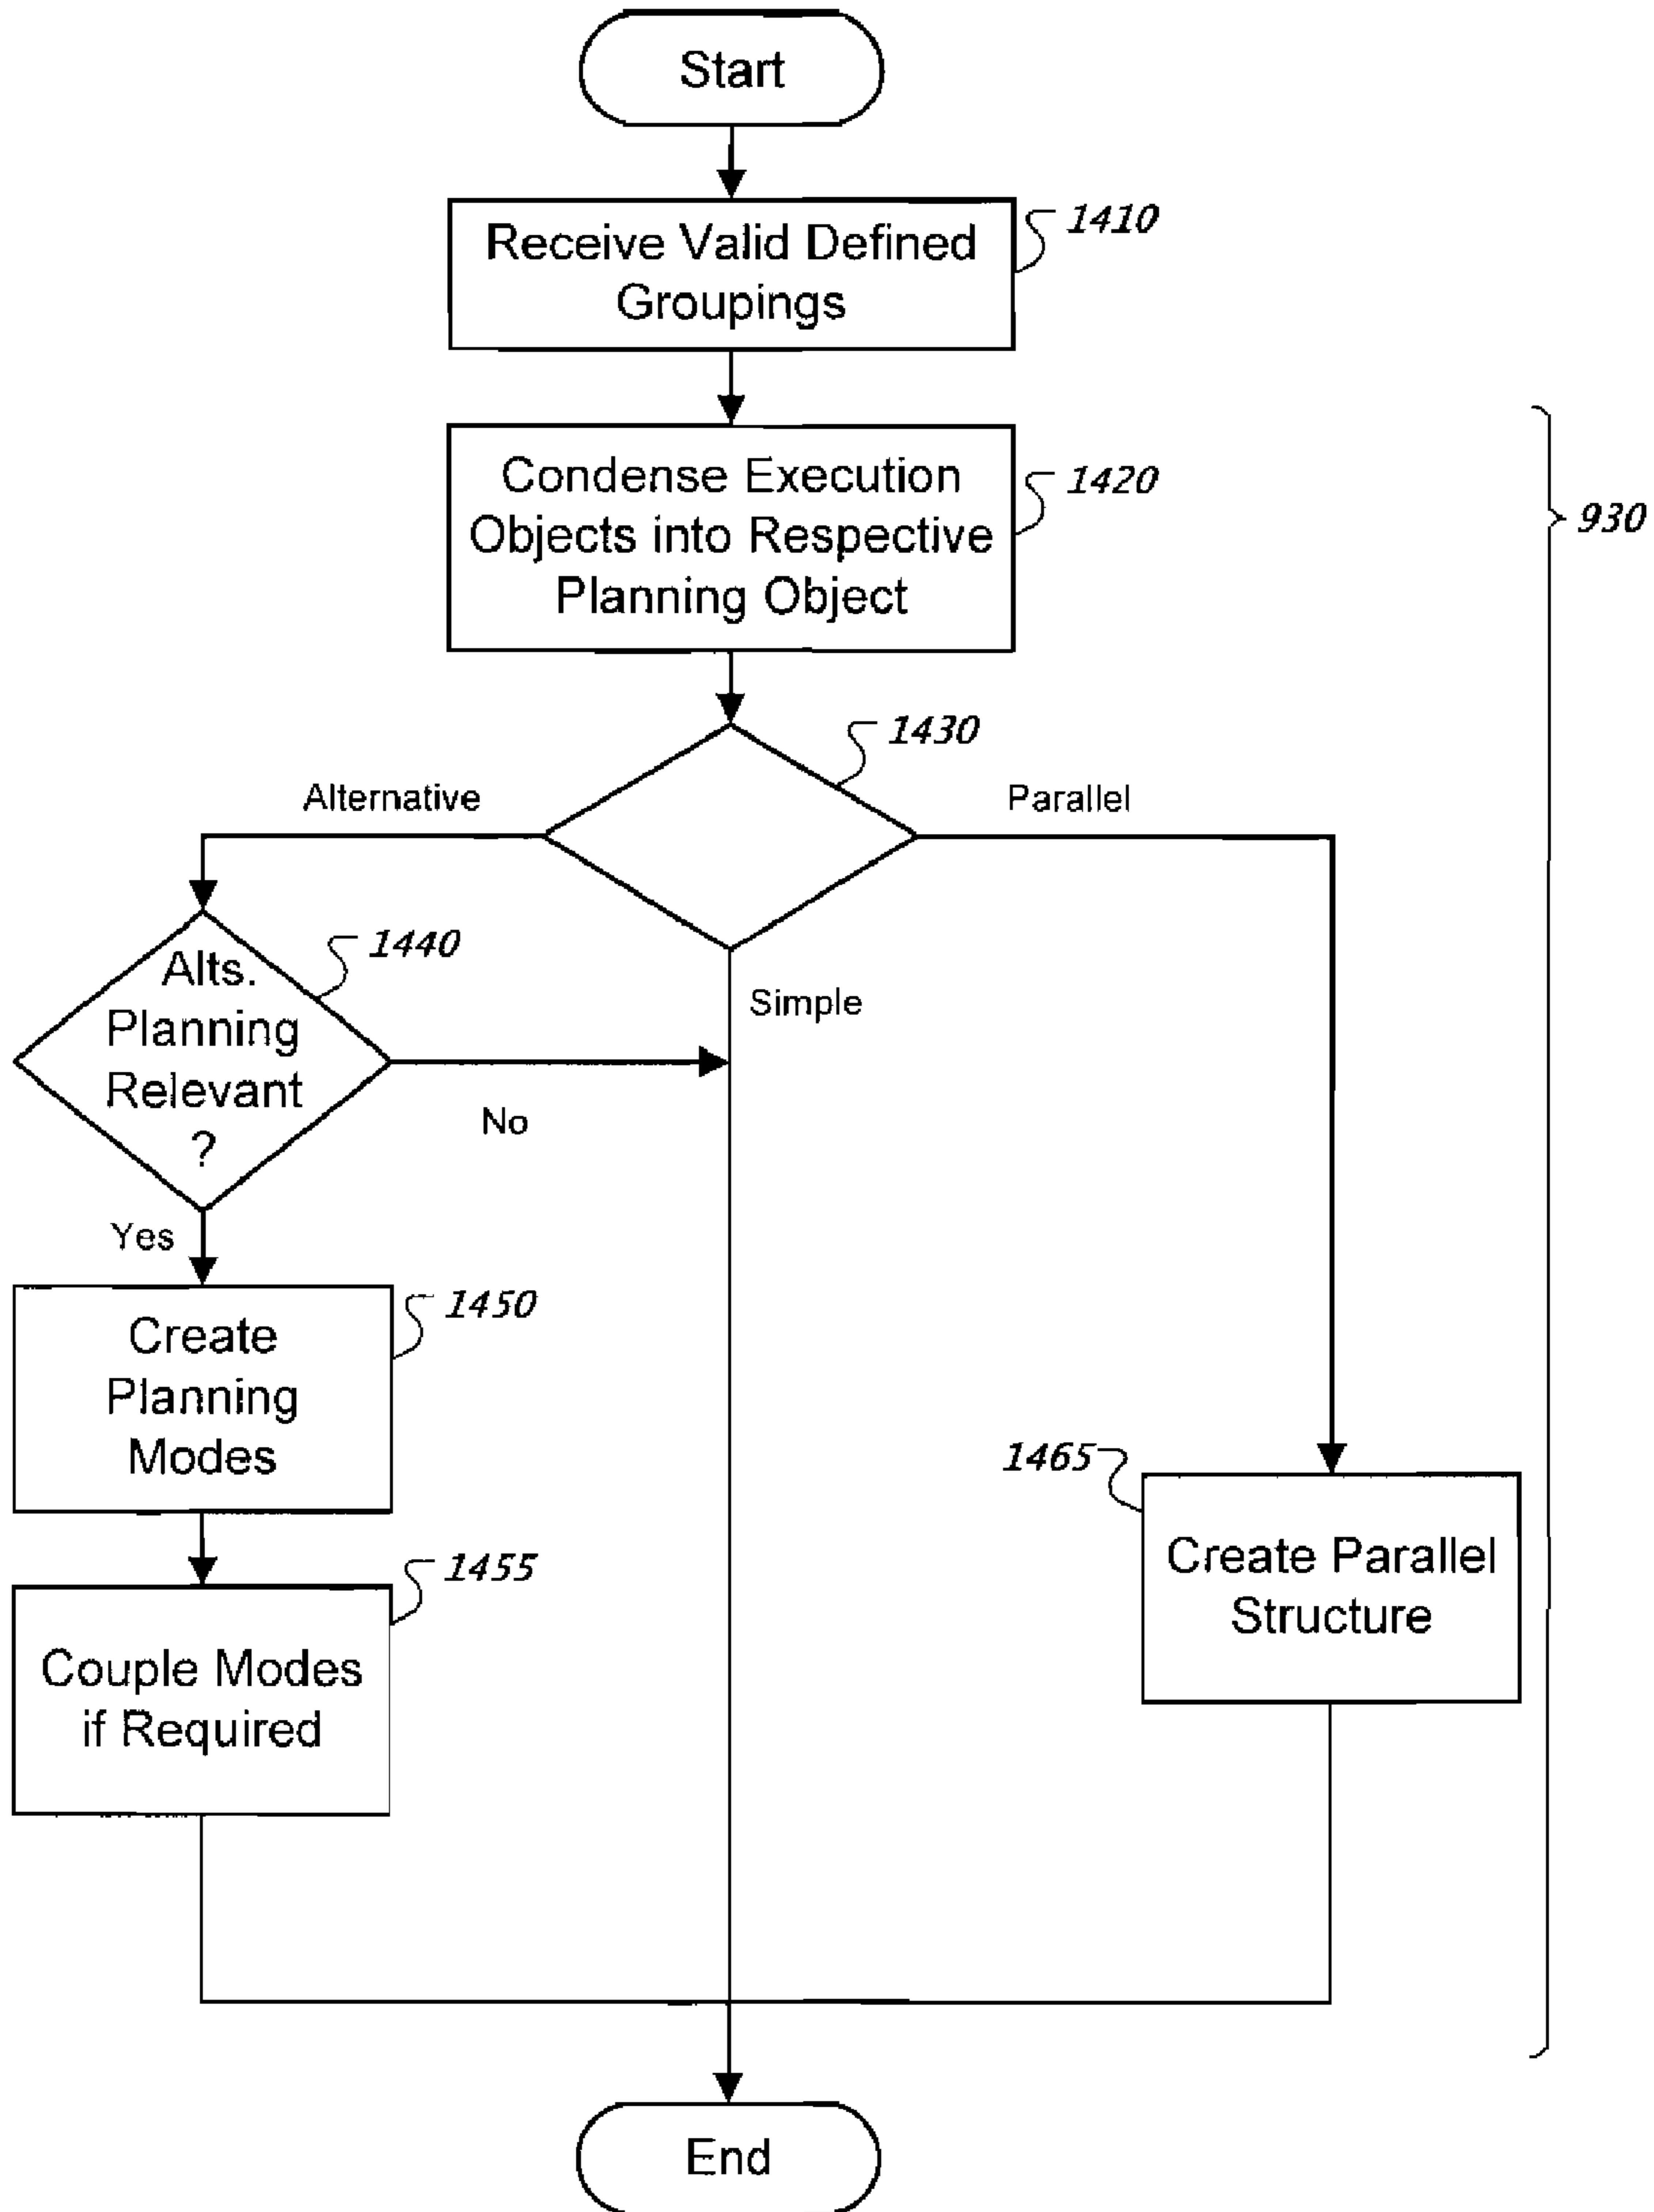 Start
Receive Valid Defined
Groupings
1410
Condense Execution
Objects into Respective
Planning Object
1420
930
1430
Alternative
Parallel
Simple
Alts.
Planning
Relevant
?
1440
No
Yes
Create
Planning
Modes
1450
Couple Modes
if Required
1455
1465
Create Parallel
Structure
End